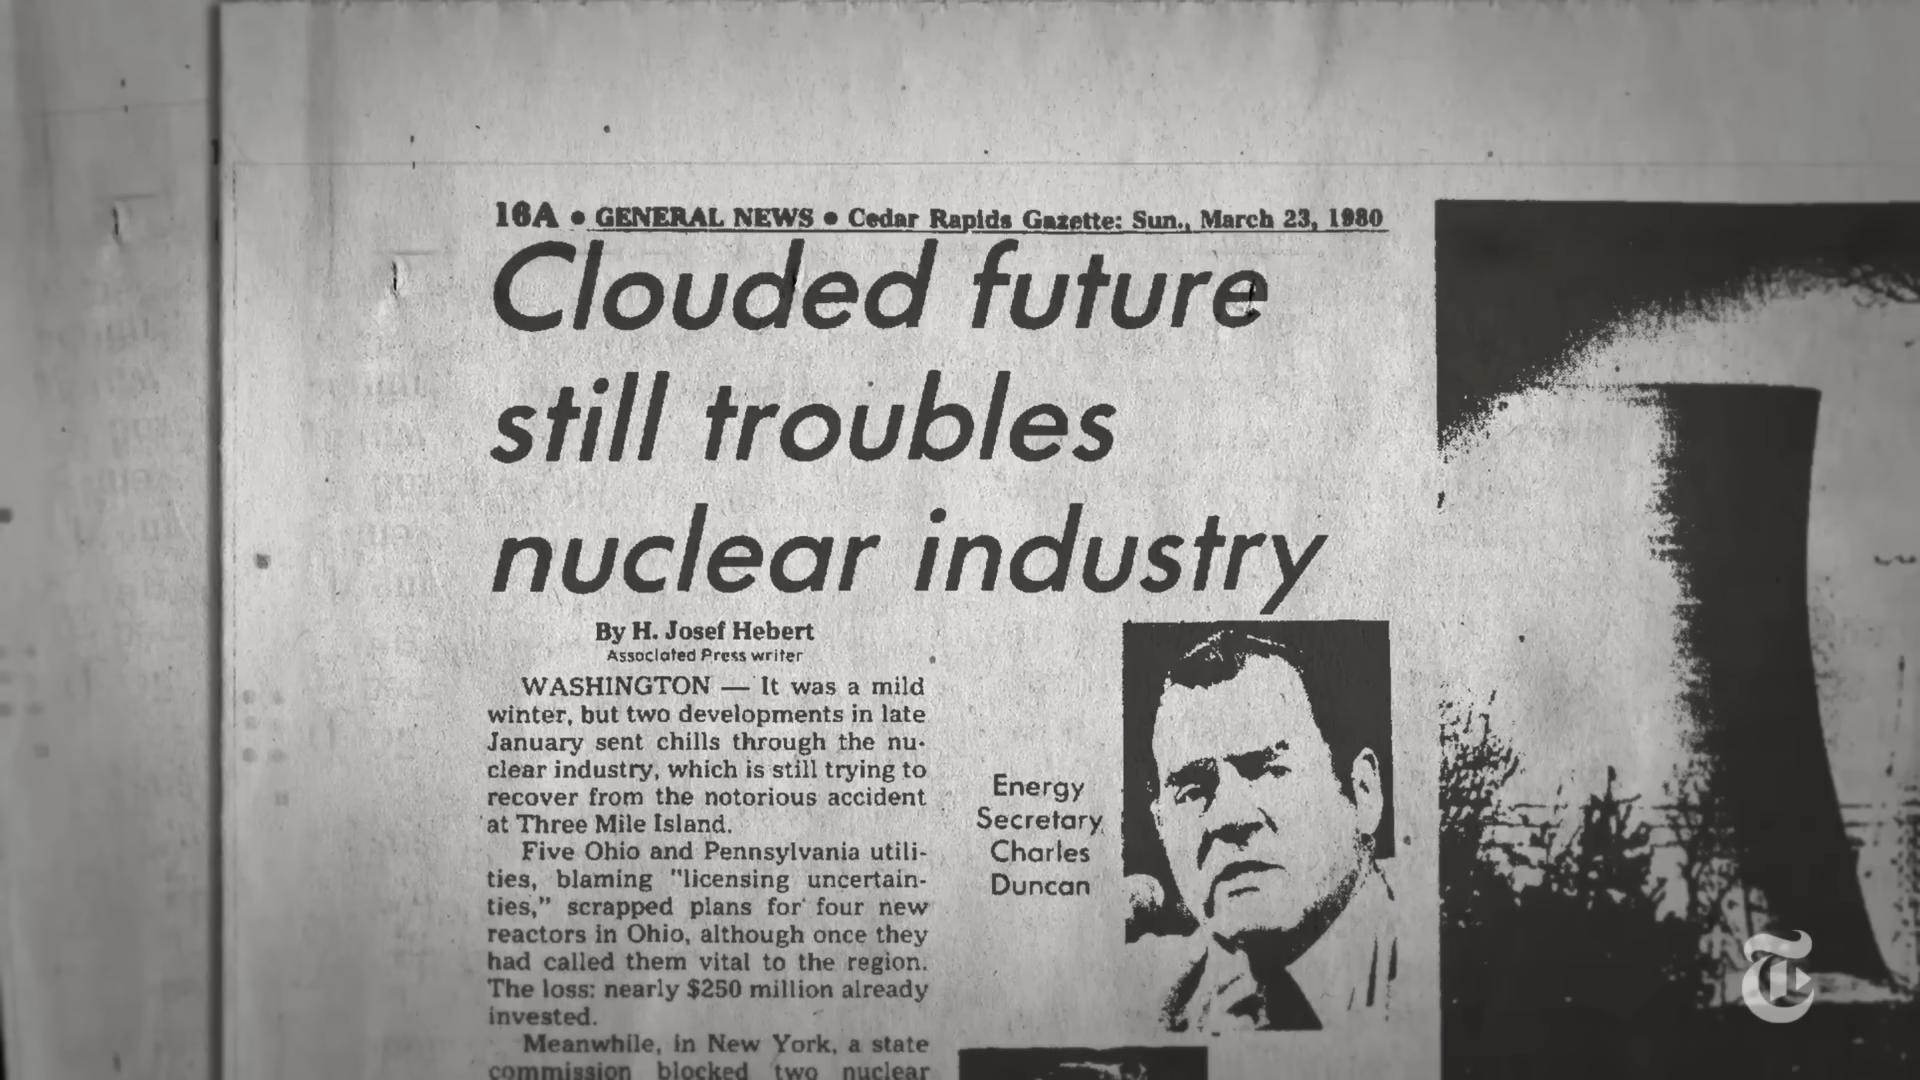 16A • GENERAL NEWS • Cedar Rapids Gazette: Sun., March 23, 1980
Clouded future
still troubles
nuclear industry
By H. Josef Hebert
Associated Press writer
WASHINGTON — It was a mild
winter, but two developments in late
January sent chills through the nu-
clear industry, which is still trying to
recover from the notorious accident
at Three Mile Island.
Five Ohio and Pennsylvania utili-
ties, blaming "licensing uncertain-
ties," scrapped plans for four new
reactors in Ohio, although once they
had called them vital to the region.
The loss: nearly $250 million already
invested.
Meanwhile, in New York, a state
commission blocked two nuclear
Energy
Secretary
Charles
Duncan
T